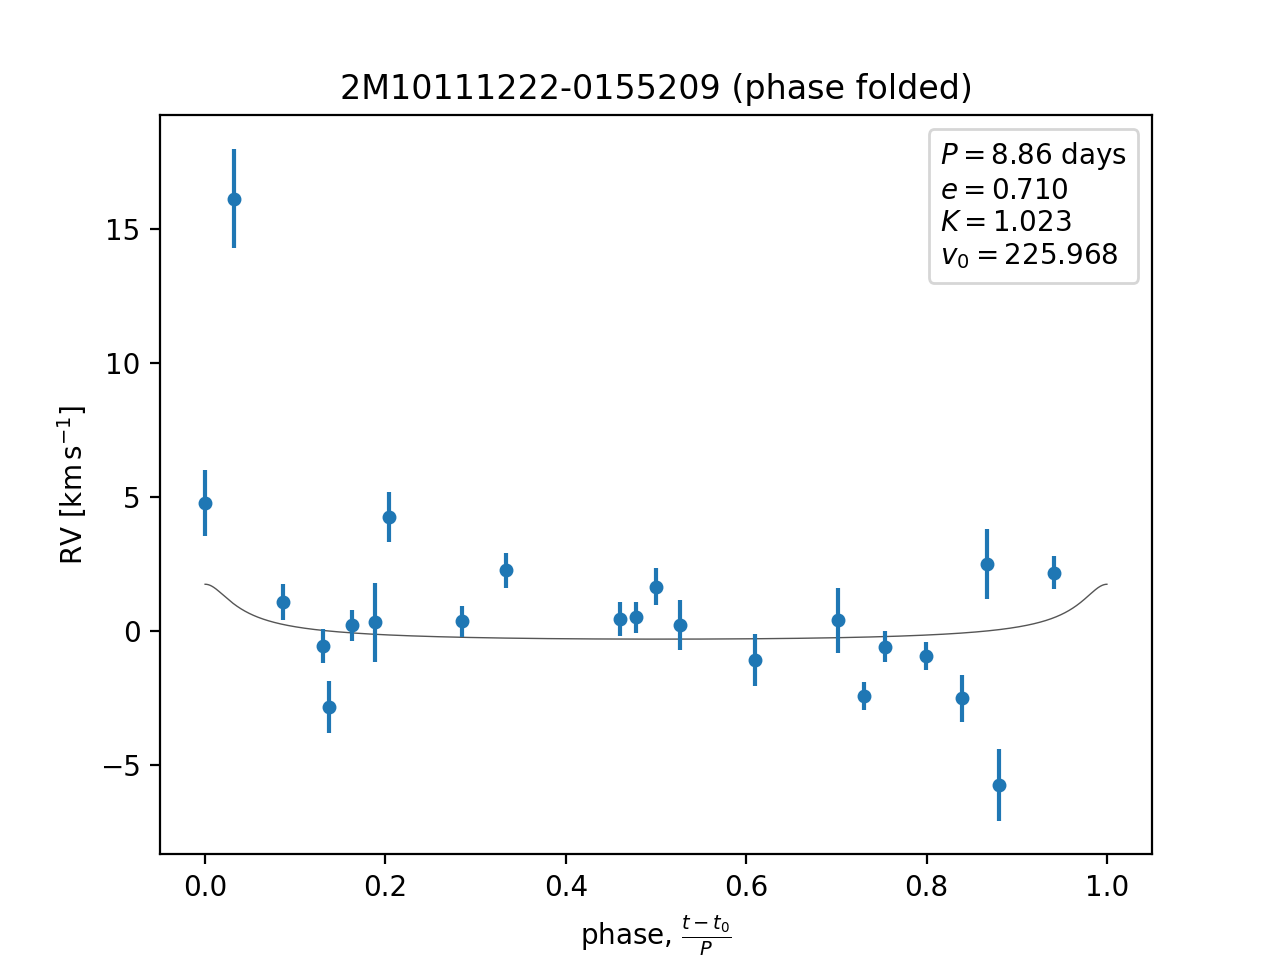 2M10111222-0155209 (phase folded)
P = 8.86 days
e = 0.710
K = 1.023
v₀ = 225.968
15
10
5
0
−5
RV [km s⁻¹]
0.0 0.2 0.4 0.6 0.8 1.0
phase, (t − t₀)/P